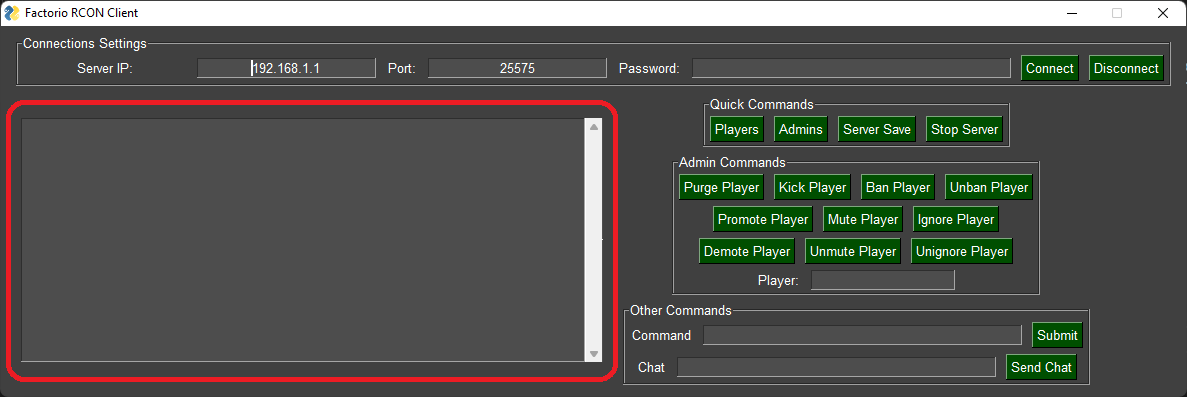 Factorio RCON Client
Connections Settings
Server IP: 192.168.1.1 Port: 25575 Password: Connect Disconnect
Quick Commands
Players Admins Server Save Stop Server
Admin Commands
Purge Player Kick Player Ban Player Unban Player
Promote Player Mute Player Ignore Player
Demote Player Unmute Player Unignore Player
Player:
Other Commands
Command Submit
Chat Send Chat